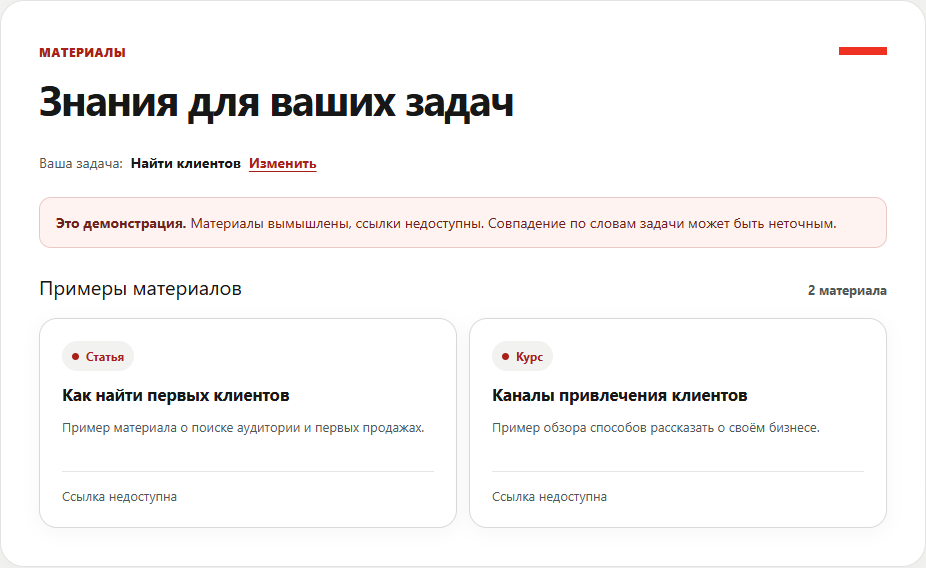 МАТЕРИАЛЫ
Знания для ваших задач
Ваша задача: Найти клиентов Изменить
Это демонстрация. Материалы вымышлены, ссылки недоступны. Совпадение по словам задачи может быть неточным.
Примеры материалов
2 материала
Статья
Как найти первых клиентов
Пример материала о поиске аудитории и первых продажах.
Ссылка недоступна
Курс
Каналы привлечения клиентов
Пример обзора способов рассказать о своём бизнесе.
Ссылка недоступна